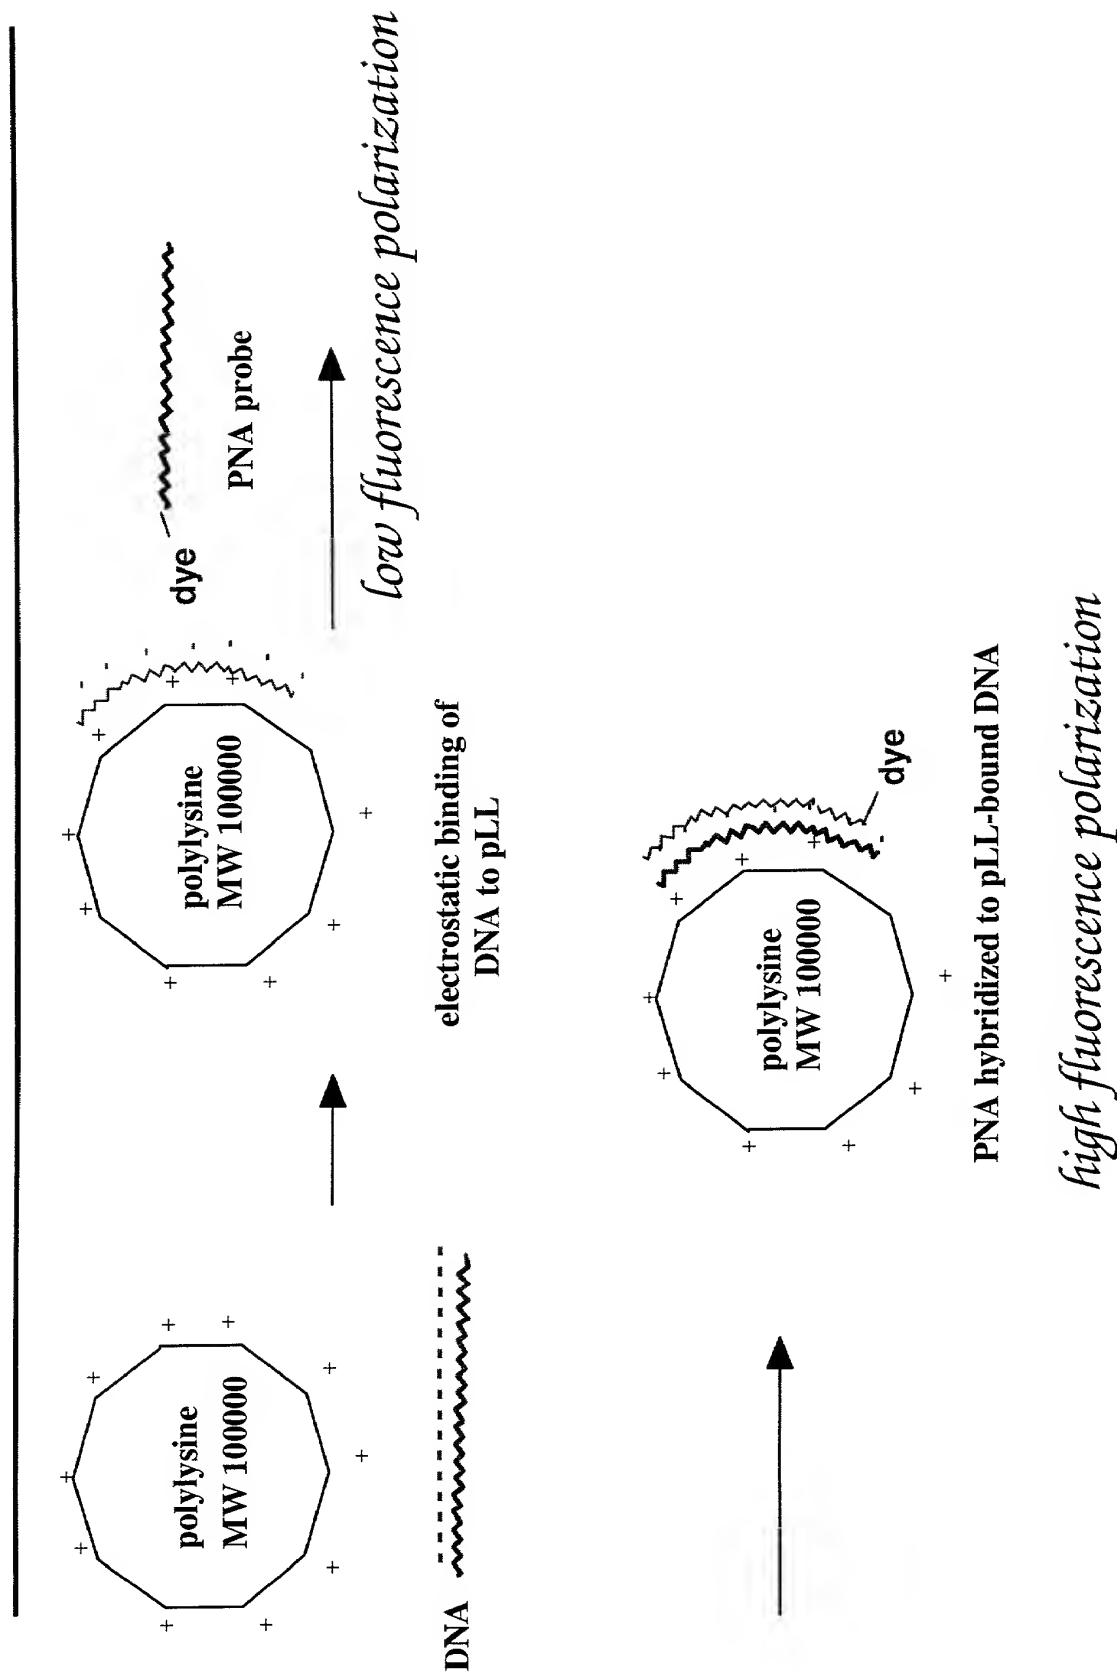 polylysine
MW 100000
DNA
polylysine
MW 100000
electrostatic binding of
DNA to pLL
dye
PNA probe
low fluorescence polarization
polylysine
MW 100000
dye
PNA hybridized to pLL-bound DNA
high fluorescence polarization